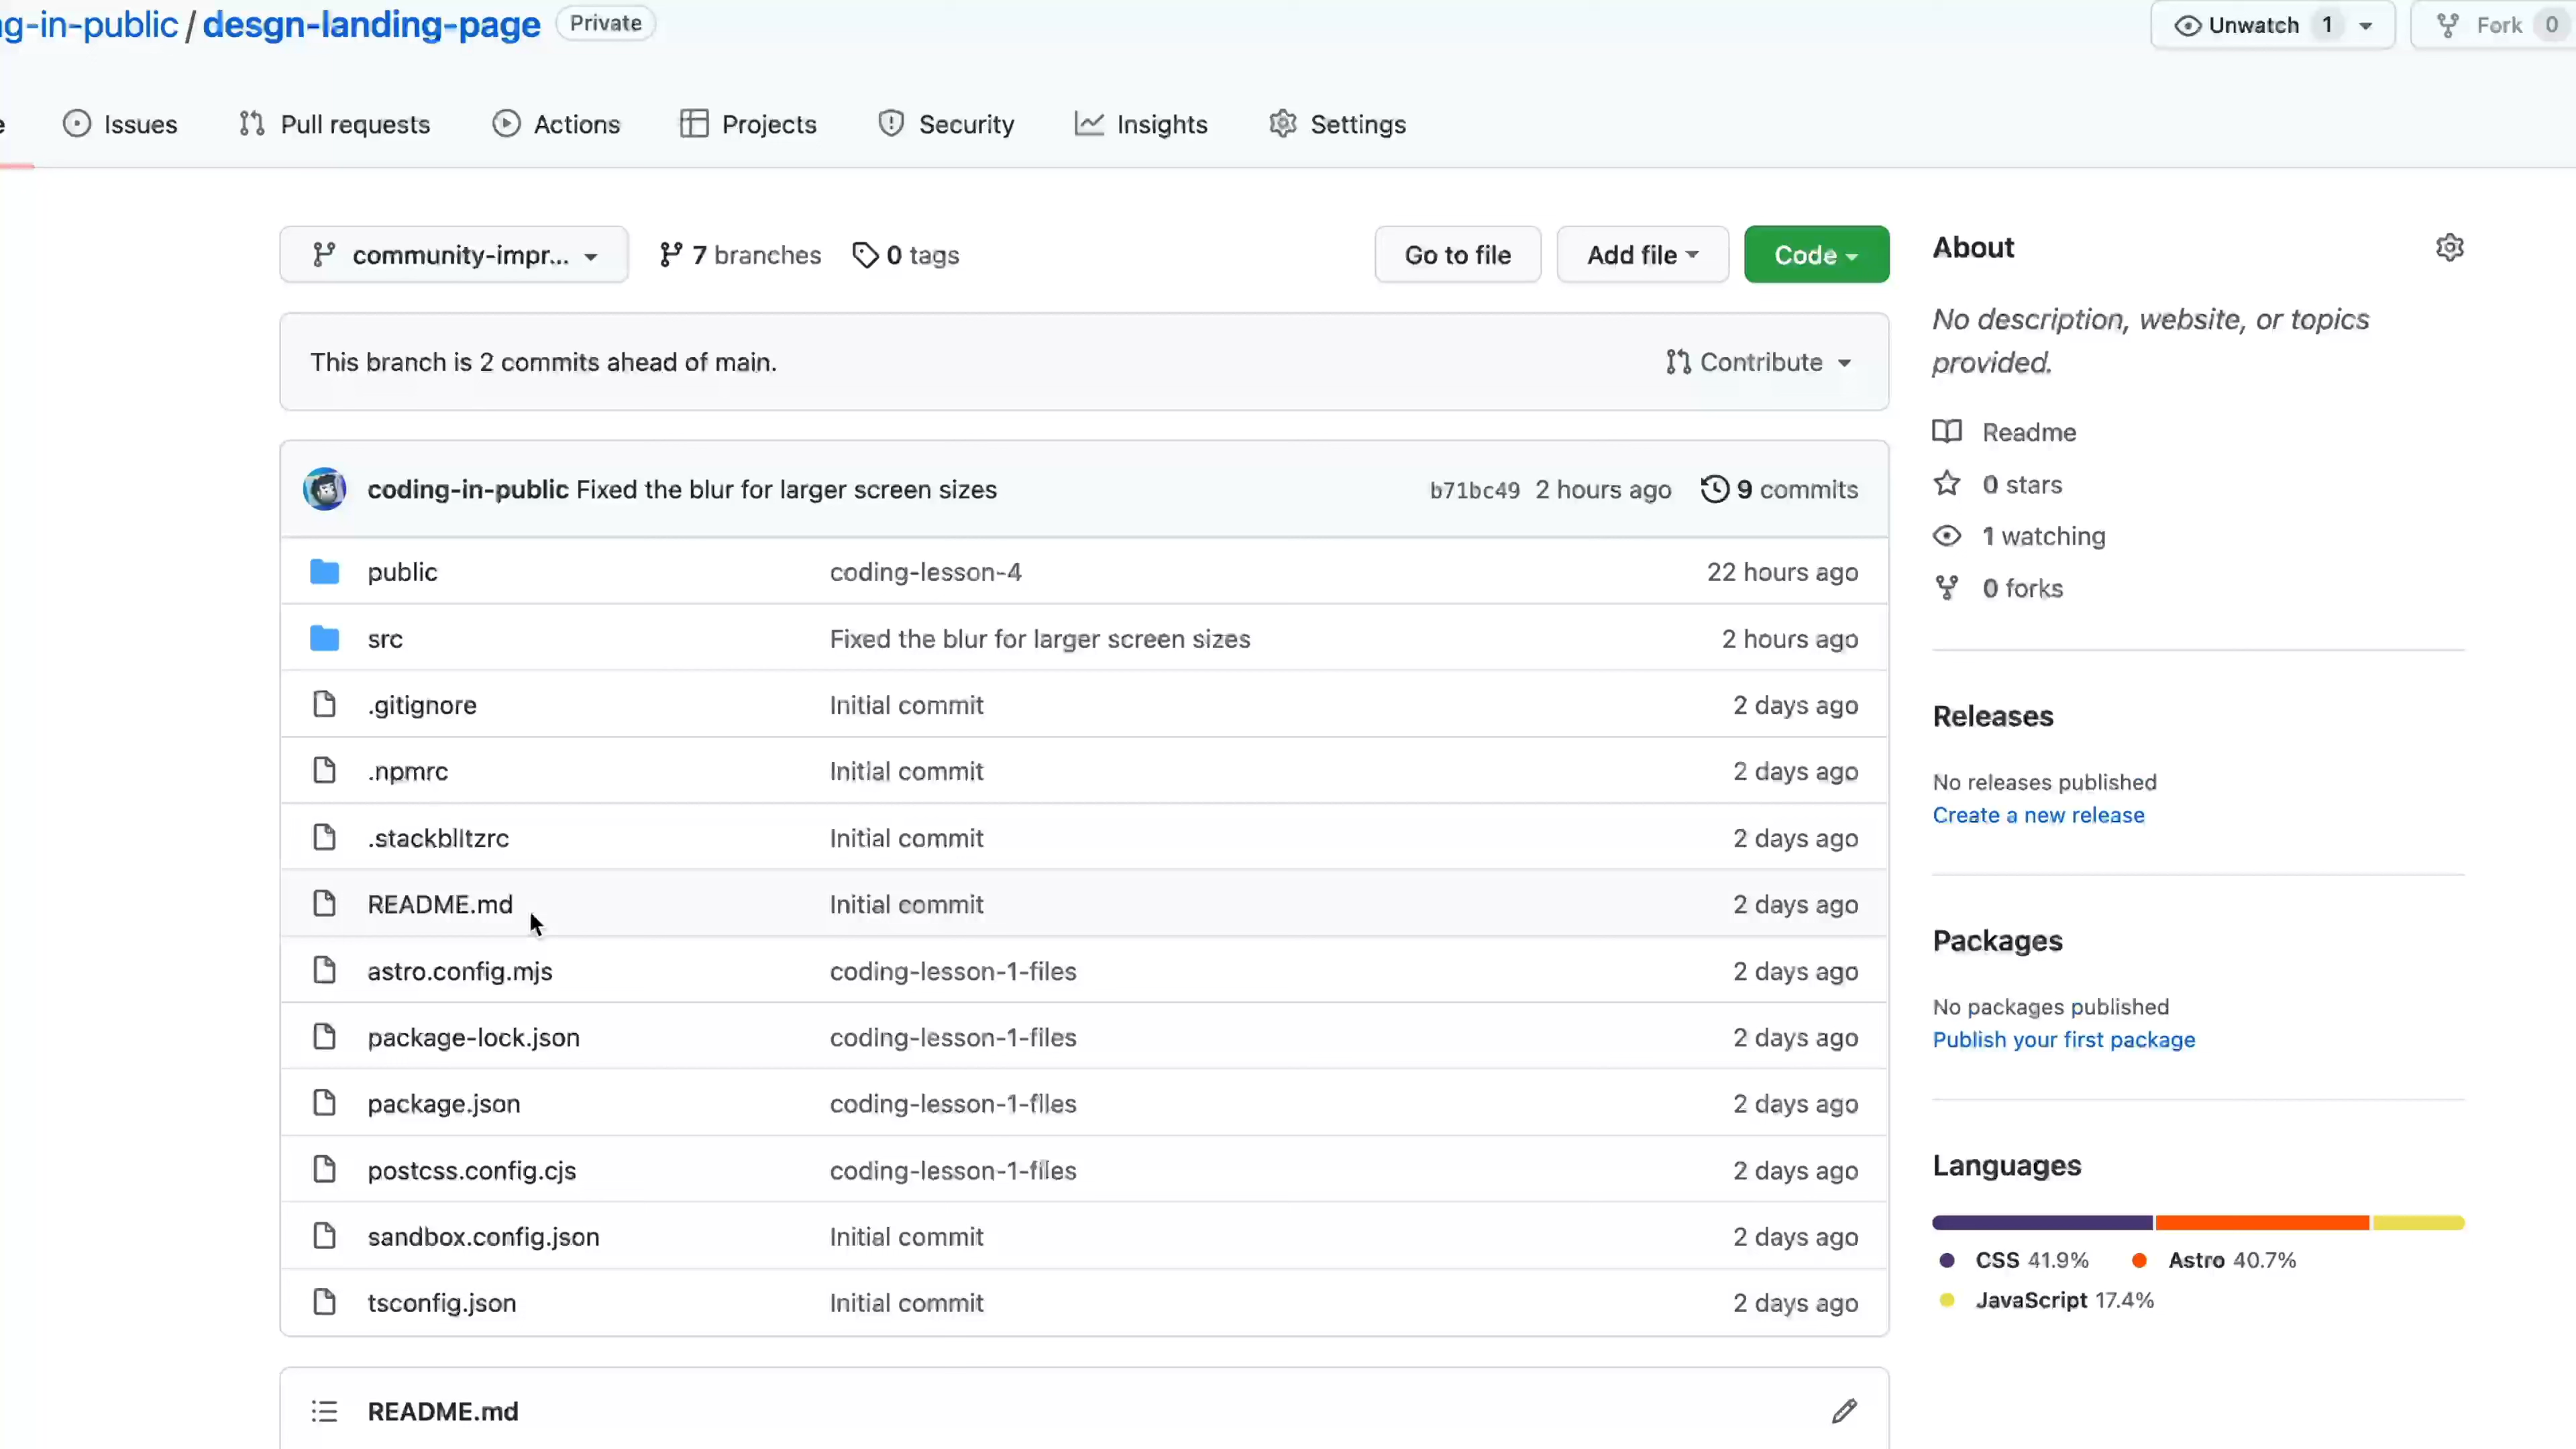 g-in-public / desgn-landing-page Private Unwatch 1 Fork 0
Issues Pull requests Actions Projects Security Insights Settings
community-impr... 7 branches 0 tags Go to file Add file Code
This branch is 2 commits ahead of main. Contribute
coding-in-public Fixed the blur for larger screen sizes b71bc49 2 hours ago 9 commits
public coding-lesson-4 22 hours ago
src Fixed the blur for larger screen sizes 2 hours ago
.gitignore Initial commit 2 days ago
.npmrc Initial commit 2 days ago
.stackblitzrc Initial commit 2 days ago
README.md Initial commit 2 days ago
astro.config.mjs coding-lesson-1-files 2 days ago
package-lock.json coding-lesson-1-files 2 days ago
package.json coding-lesson-1-files 2 days ago
postcss.config.cjs coding-lesson-1-files 2 days ago
sandbox.config.json Initial commit 2 days ago
tsconfig.json Initial commit 2 days ago
README.md
About
No description, website, or topics
provided.
Readme
0 stars
1 watching
0 forks
Releases
No releases published
Create a new release
Packages
No packages published
Publish your first package
Languages
CSS 41.9% Astro 40.7%
JavaScript 17.4%